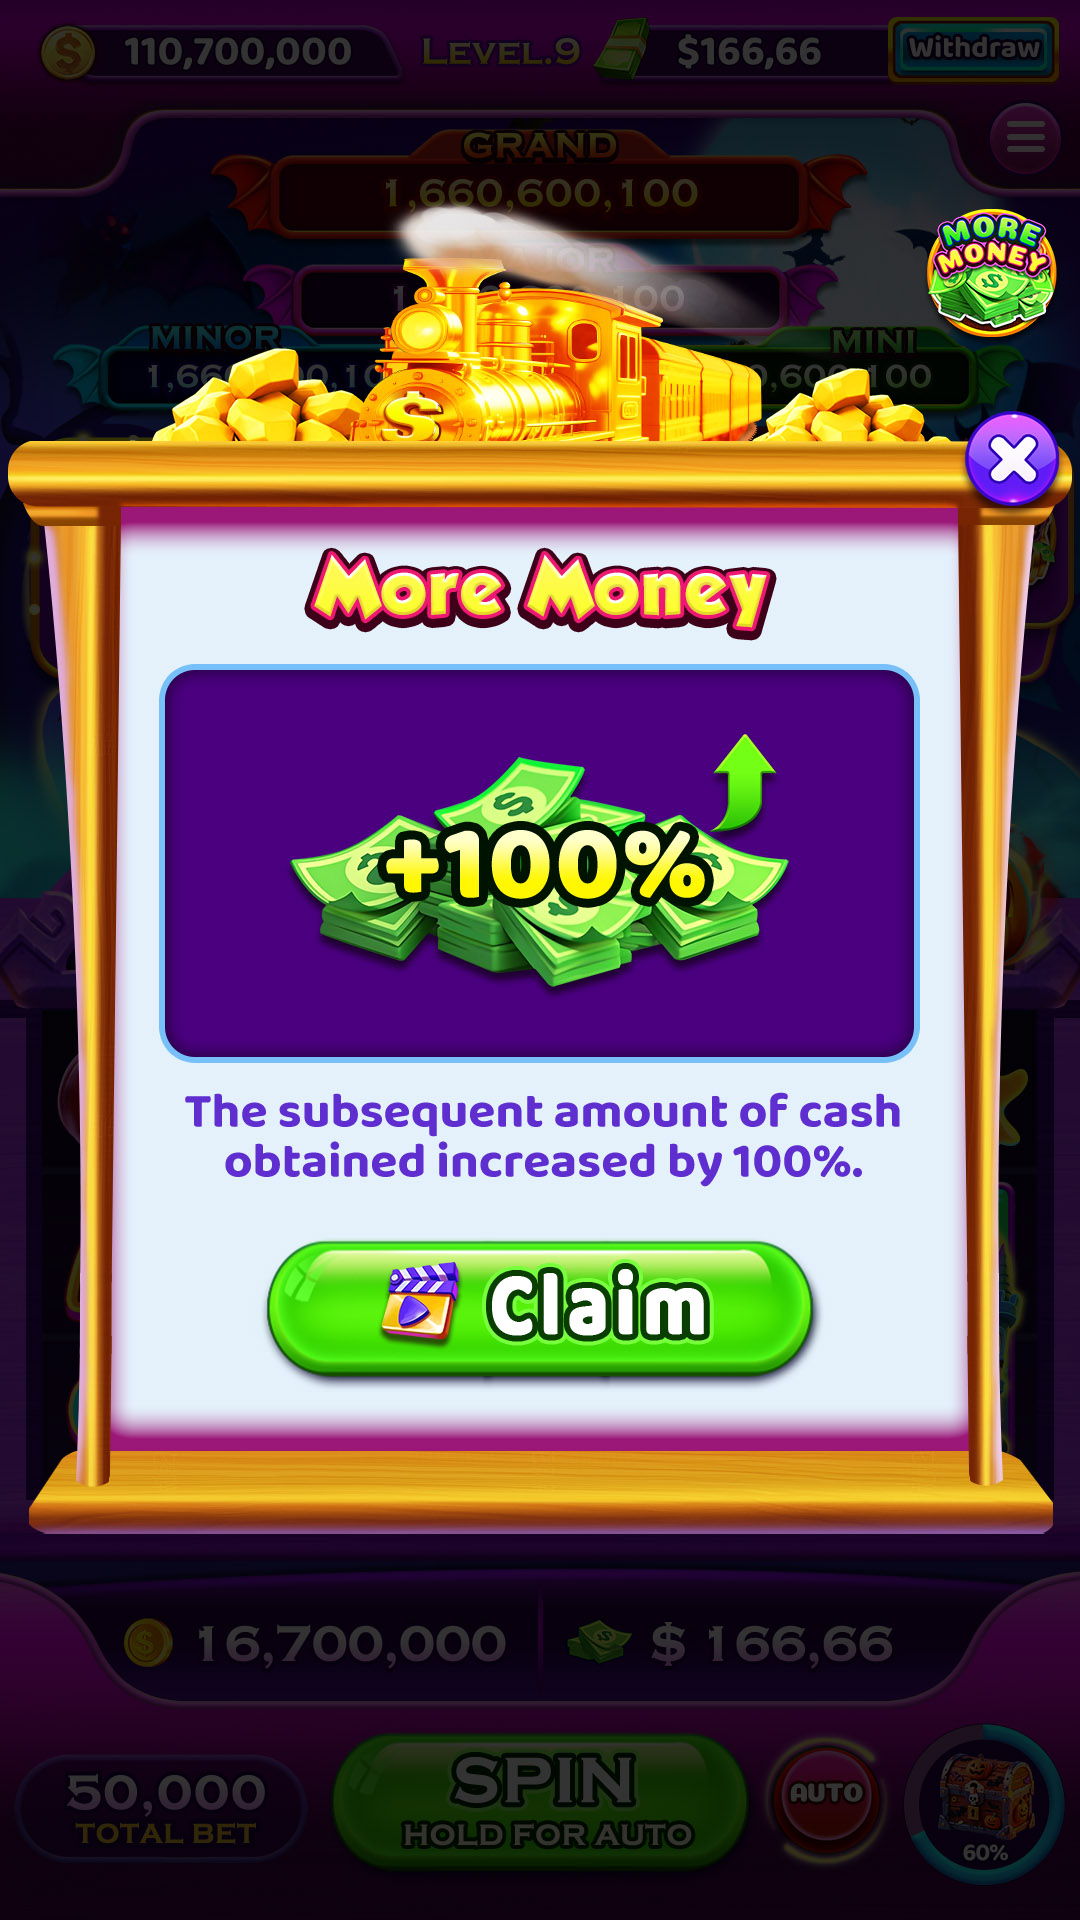 110,700,000
LEVEL.9
$166,66
Withdraw
GRAND
1,660,600,100
MORE
MONEY
MINOR
MINI
More Money
+100%
The subsequent amount of cash
obtained increased by 100%.
Claim
16,700,000
$ 166,66
50,000
TOTAL BET
SPIN
HOLD FOR AUTO
AUTO
60%